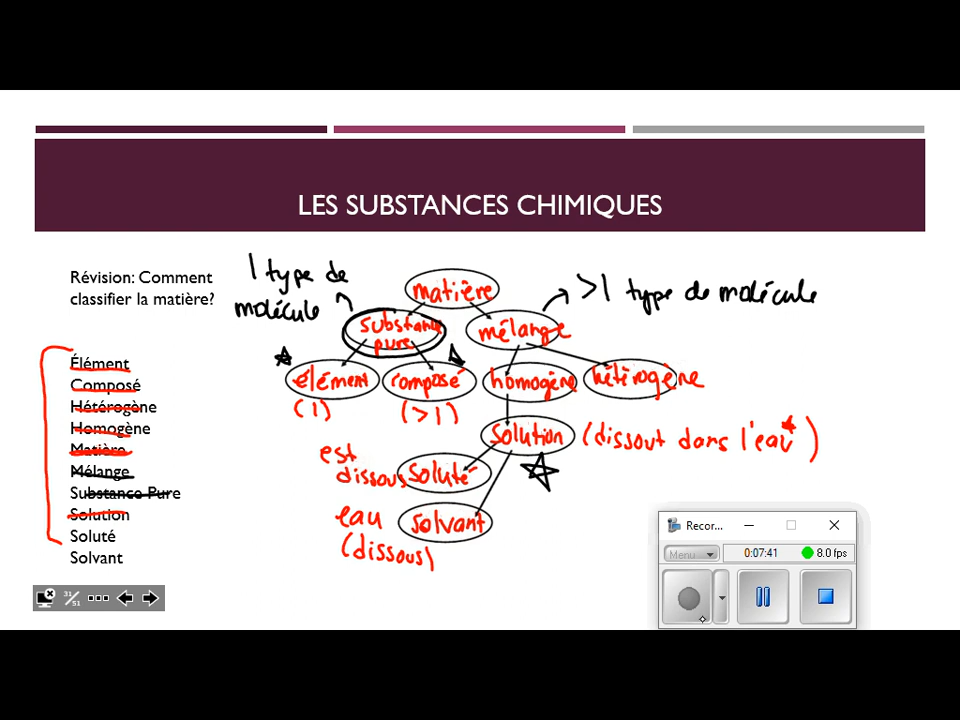 LES SUBSTANCES CHIMIQUES
Révision: Comment
classifier la matière?
Élément
Composé
Hétérogène
Homogène
Matière
Mélange
Substance Pure
Solution
Soluté
Solvant
1 type de
molécule
matière
>1 type de molécule
substance
pure
mélange
élément
composé
homogène
hétérogène
(1)
(>1)
solution
(dissout dans l'eau*)
est
dissous
soluté
eau
(dissous)
solvant
31/51
Recor...
Menu
0:07:41
8.0 fps